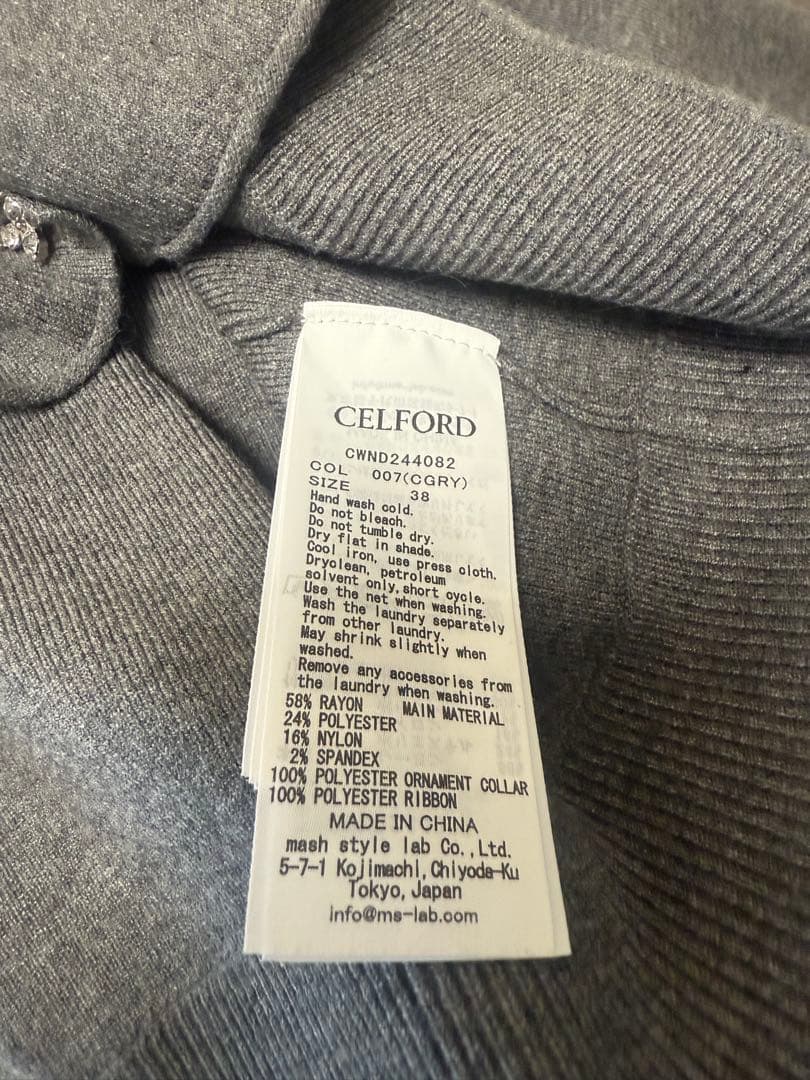 CELFORD
CWND244082
COL 007(CGRY)
SIZE 38
Hand wash cold.
Do not bleach.
Do not tumble dry.
Dry flat in shade.
Cool iron, use press cloth.
Dryclean, petroleum
solvent only, short cycle.
Use the net when washing.
Wash the laundry separately
from other laundry.
May shrink slightly when
washed.
Remove any accessories from
the laundry when washing.
58% RAYON MAIN MATERIAL
24% POLYESTER
16% NYLON
2% SPANDEX
100% POLYESTER ORNAMENT COLLAR
100% POLYESTER RIBBON
MADE IN CHINA
mash style lab Co.,Ltd.
5-7-1 Kojimachi, Chiyoda-Ku
Tokyo, Japan
info@ms-lab.com